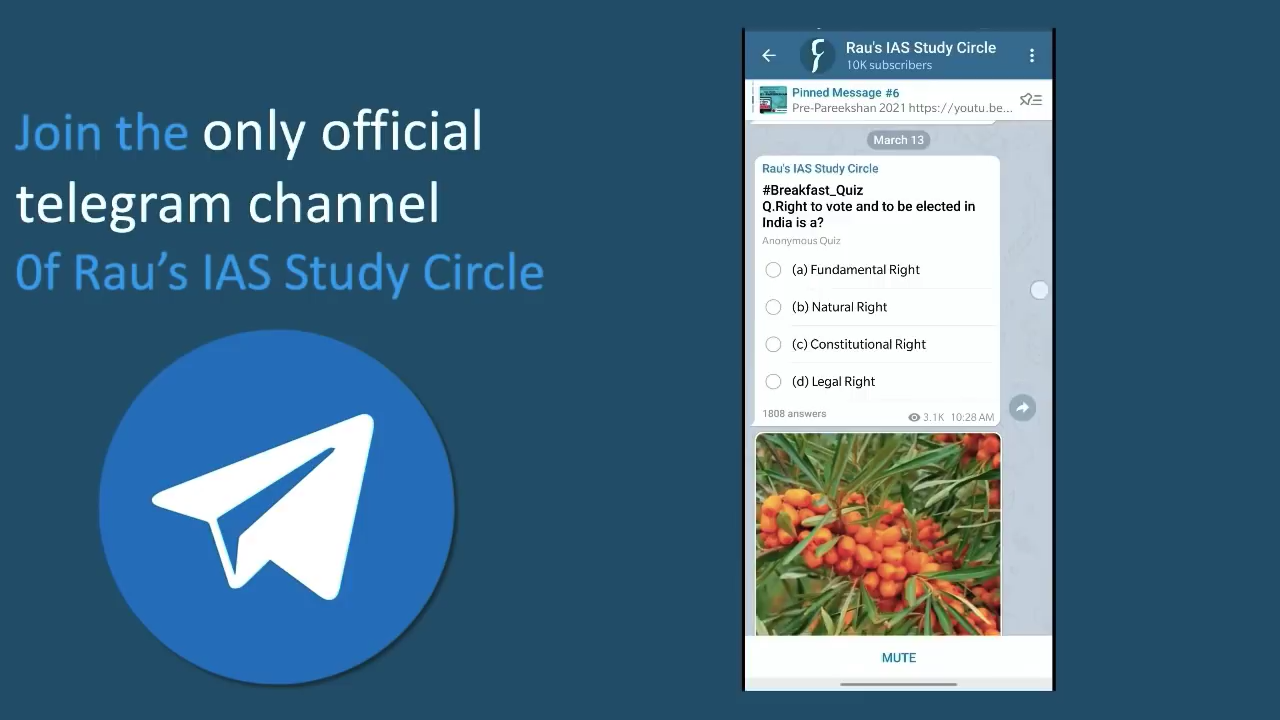 Join the only official
telegram channel
0f Rau's IAS Study Circle
Rau's IAS Study Circle
10K subscribers
Pinned Message #6
Pre-Pareekshan 2021 https://youtu.be...
March 13
Rau's IAS Study Circle
#Breakfast_Quiz
Q.Right to vote and to be elected in
India is a?
Anonymous Quiz
(a) Fundamental Right
(b) Natural Right
(c) Constitutional Right
(d) Legal Right
1808 answers
3.1K 10:28 AM
MUTE